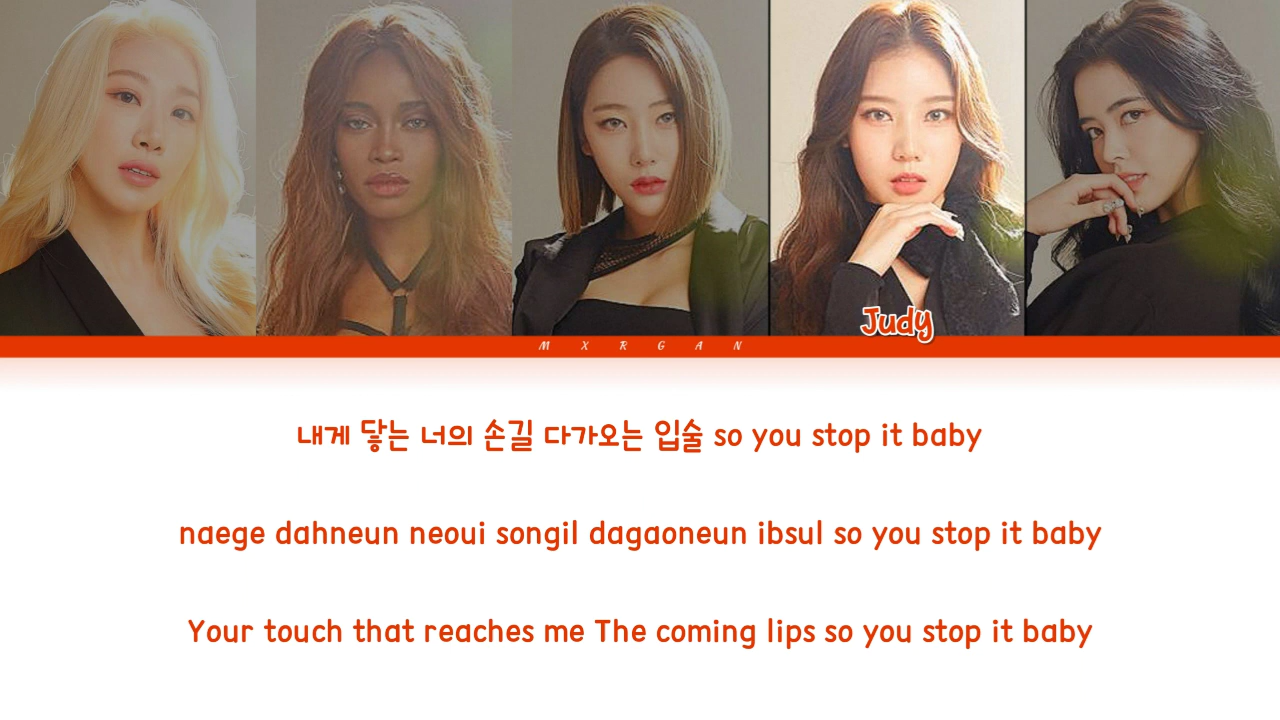 Judy
M X R G A N
내게 닿는 너의 손길 다가오는 입술 so you stop it baby
naege dahneun neoui songil dagaoneun ibsul so you stop it baby
Your touch that reaches me The coming lips so you stop it baby